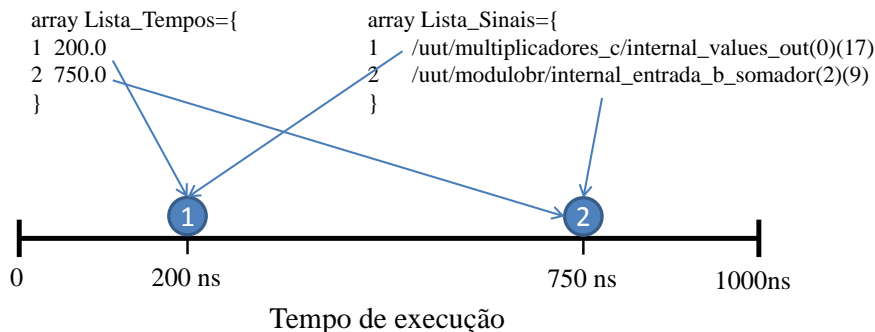 array Lista_Tempos={
1 200.0
2 750.0
}
array Lista_Sinais={
1 /uut/multiplicadores_c/internal_values_out(0)(17)
2 /uut/modulobr/internal_entrada_b_somador(2)(9)
}
1
2
0
200 ns
750 ns
1000ns
Tempo de execução